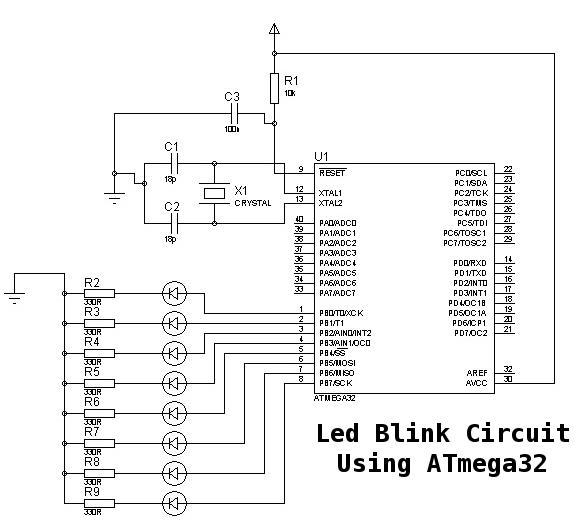 R1
10k
C3
100n
C1
18p
X1
CRYSTAL
C2
18p
U1
9 RESET
12 XTAL1
13 XTAL2
40 PA0/ADC0
39 PA1/ADC1
38 PA2/ADC2
37 PA3/ADC3
36 PA4/ADC4
35 PA5/ADC5
34 PA6/ADC6
33 PA7/ADC7
1 PB0/T0/XCK
2 PB1/T1
3 PB2/AIN0/INT2
4 PB3/AIN1/OC0
5 PB4/SS
6 PB5/MOSI
7 PB6/MISO
8 PB7/SCK
PC0/SCL 22
PC1/SDA 23
PC2/TCK 24
PC3/TMS 25
PC4/TDO 26
PC5/TDI 27
PC6/TOSC1 28
PC7/TOSC2 29
PD0/RXD 14
PD1/TXD 15
PD2/INT0 16
PD3/INT1 17
PD4/OC1B 18
PD5/OC1A 19
PD6/ICP1 20
PD7/OC2 21
AREF 32
AVCC 30
ATMEGA32
R2
330R
R3
330R
R4
330R
R5
330R
R6
330R
R7
330R
R8
330R
R9
330R
Led Blink Circuit
Using ATmega32